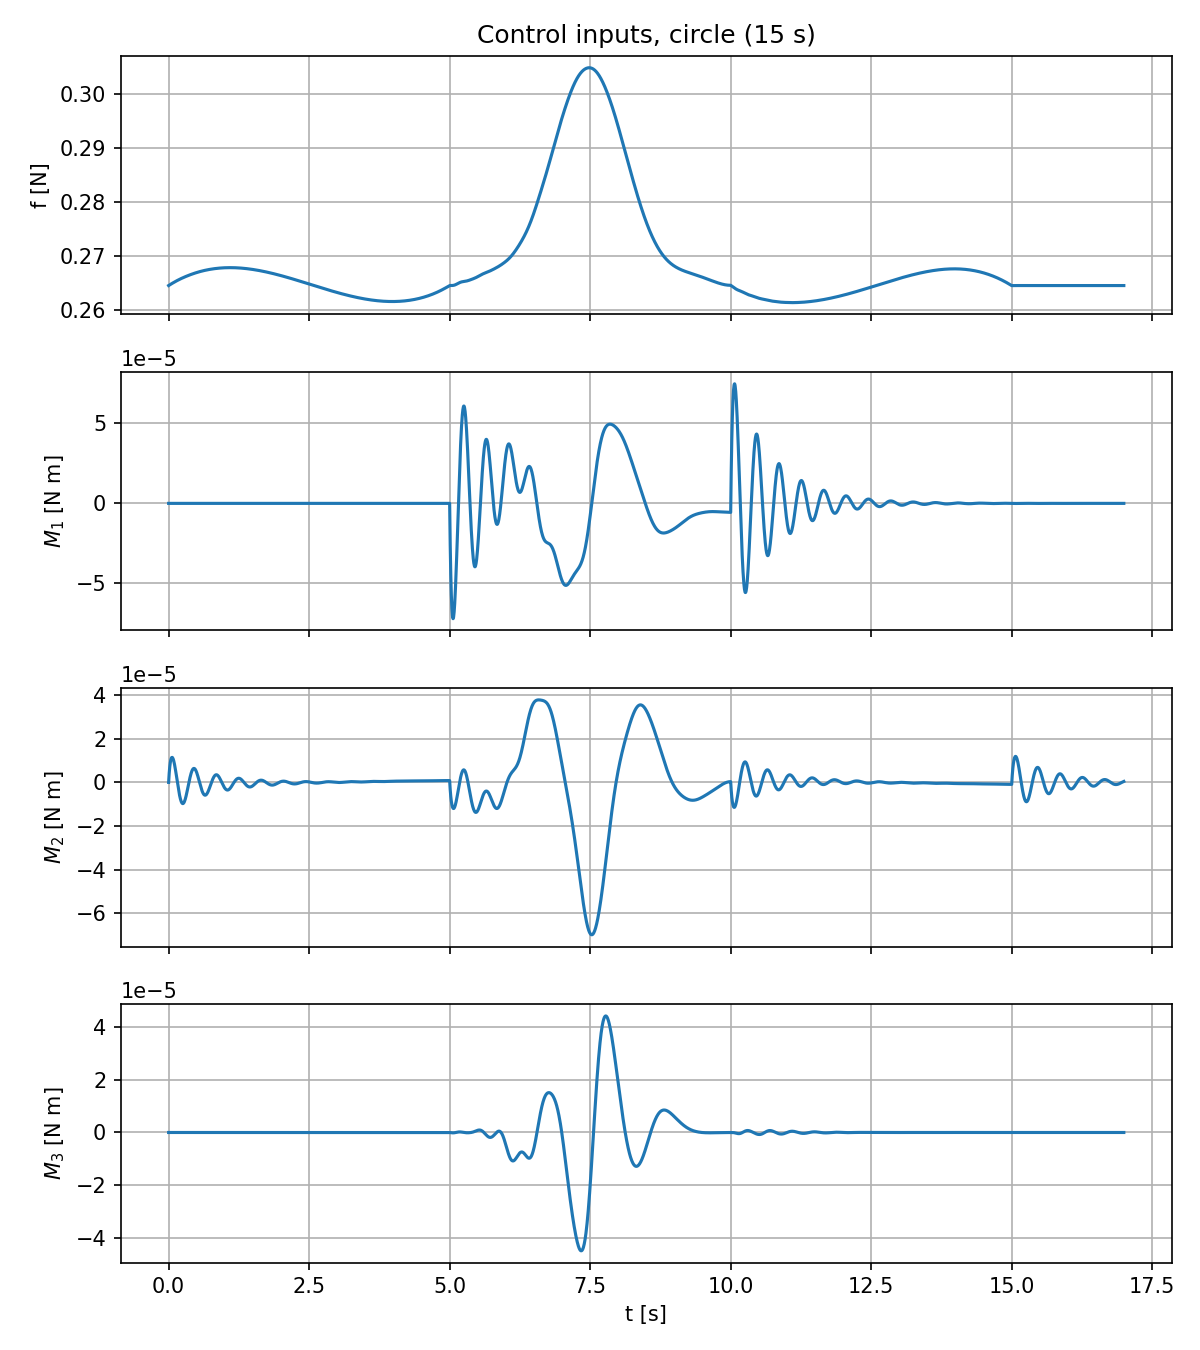 Control inputs, circle (15 s)
0.30
0.29
0.28
0.27
0.26
f [N]
1e−5
5
0
−5
M₁ [N m]
1e−5
4
2
0
−2
−4
−6
M₂ [N m]
1e−5
4
2
0
−2
−4
M₃ [N m]
0.0 2.5 5.0 7.5 10.0 12.5 15.0 17.5
t [s]